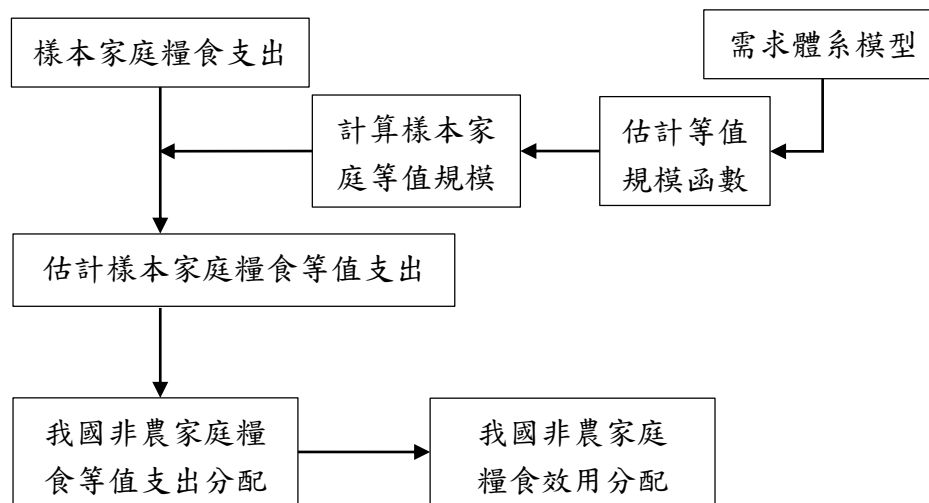 樣本家庭糧食支出
需求體系模型
計算樣本家
庭等值規模
估計等值
規模函數
估計樣本家庭糧食等值支出
我國非農家庭糧
食等值支出分配
我國非農家庭
糧食效用分配